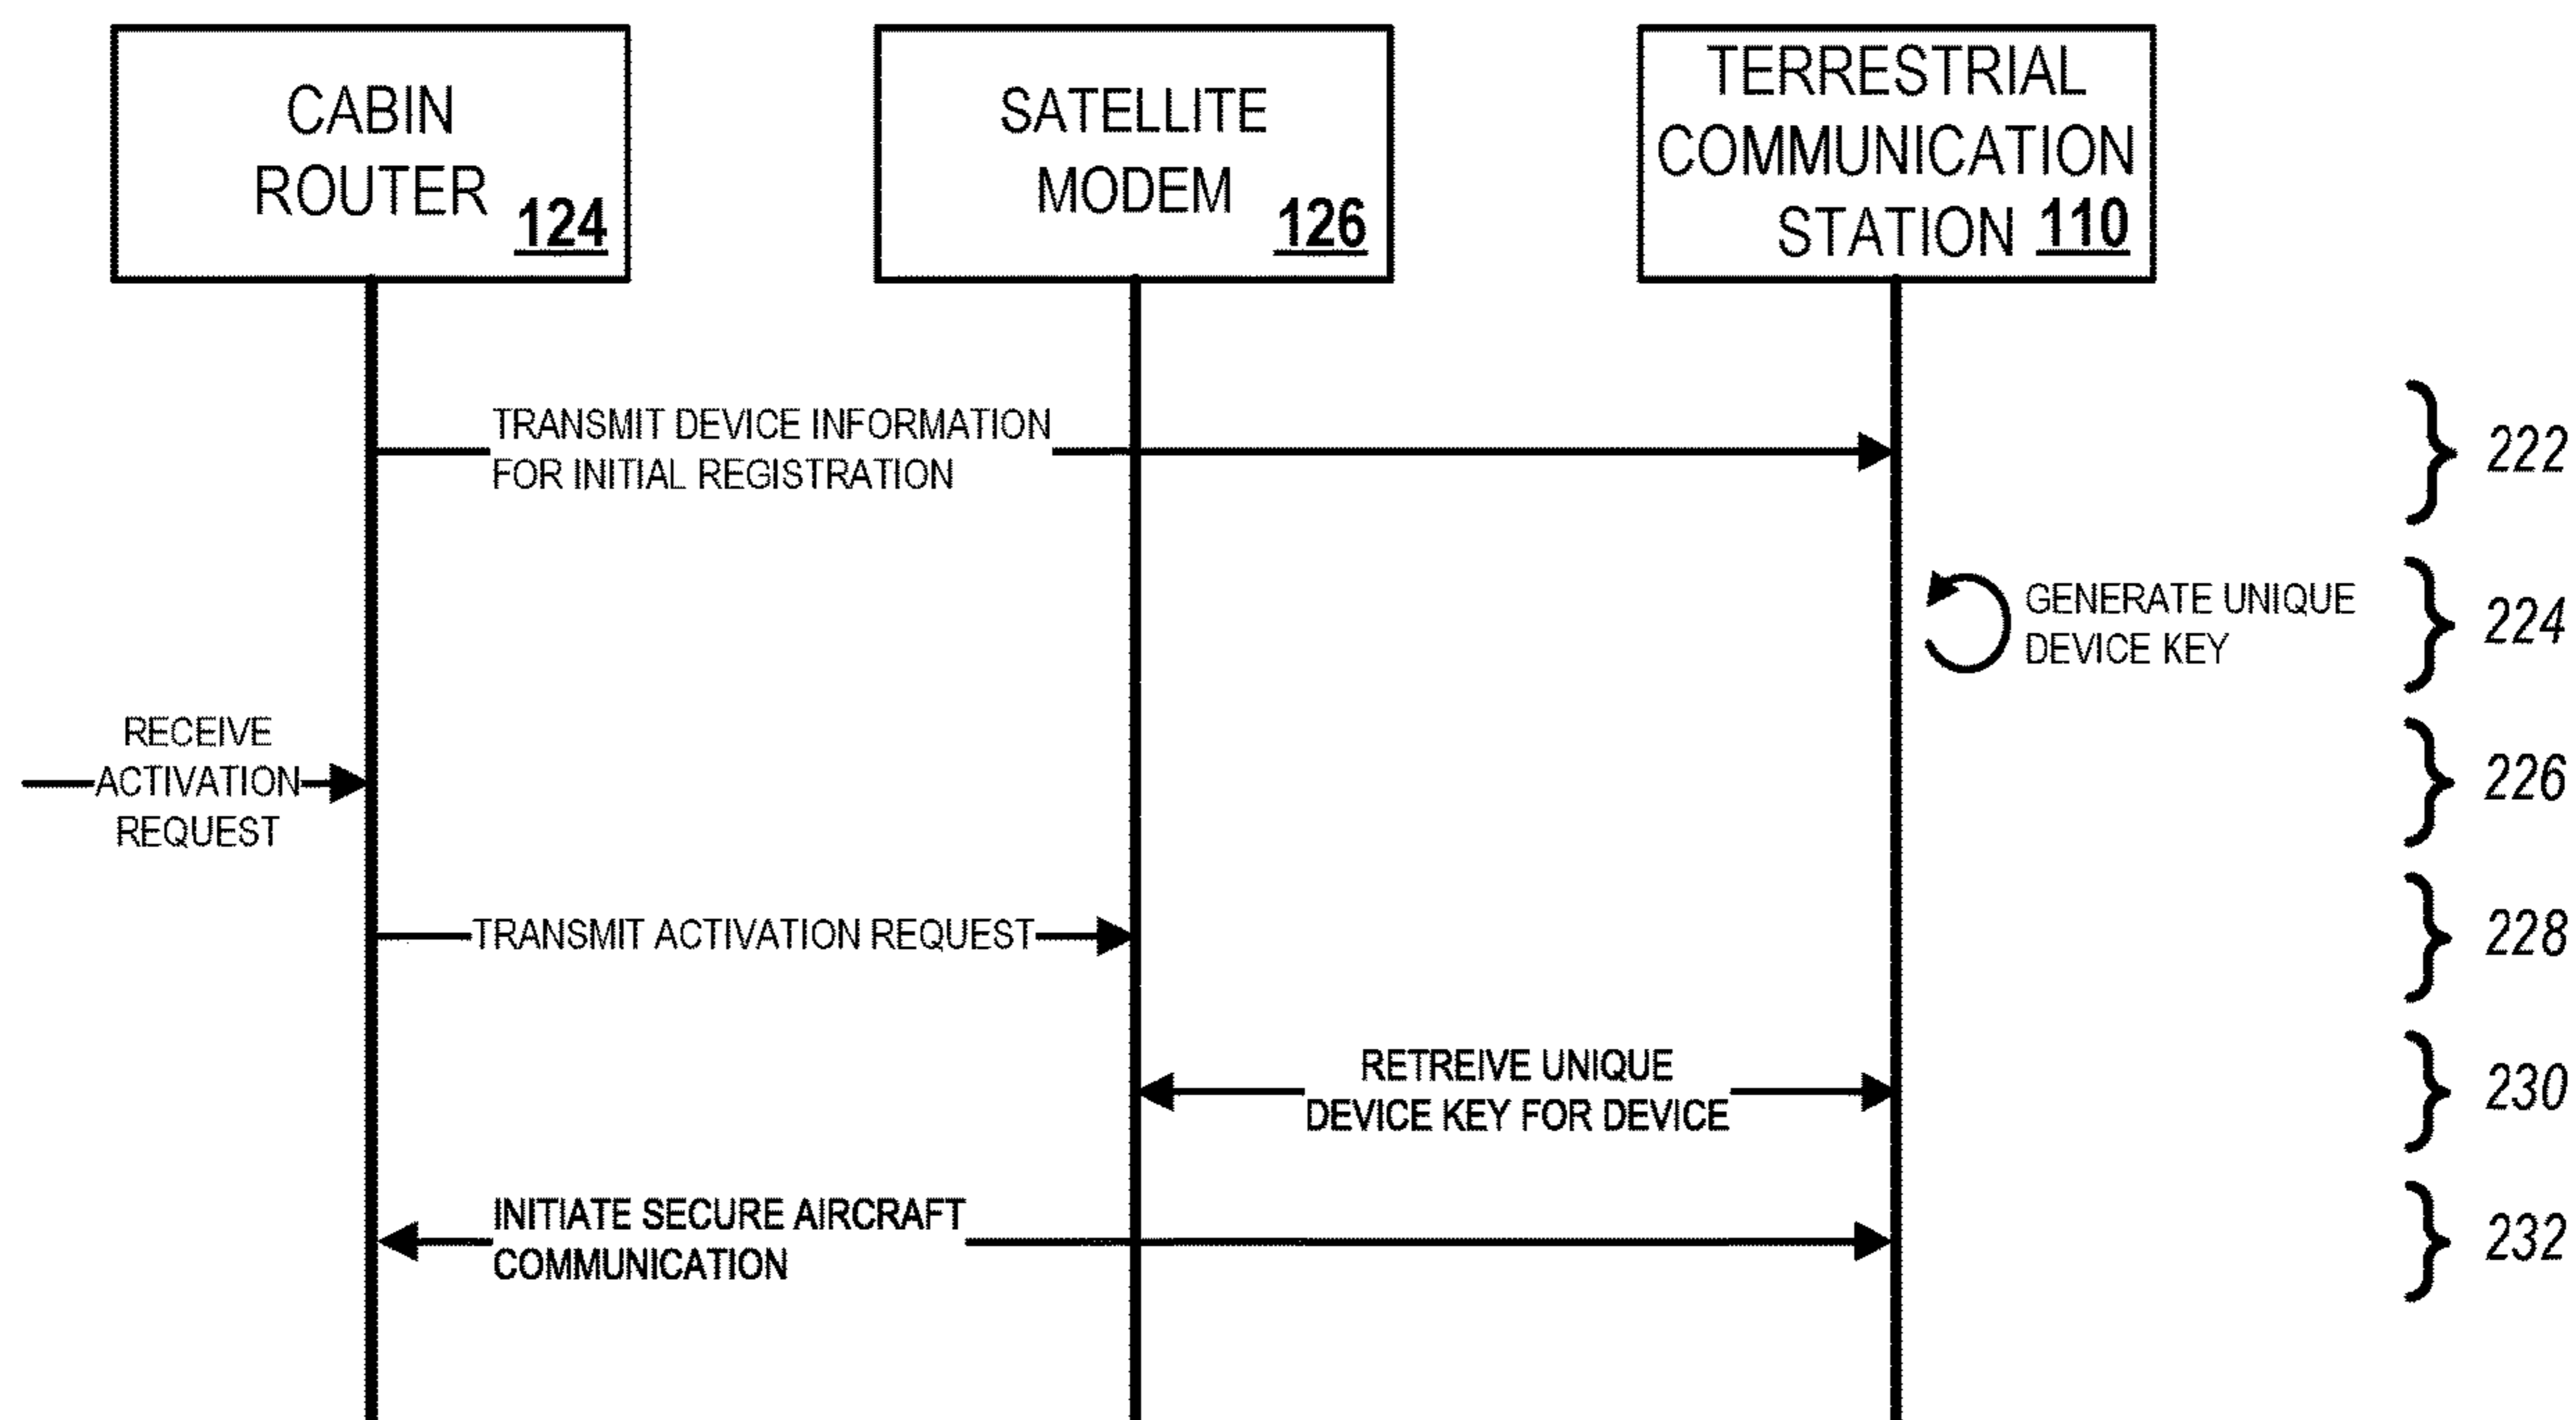 CABIN
ROUTER 124
SATELLITE
MODEM 126
TERRESTRIAL
COMMUNICATION
STATION 110
TRANSMIT DEVICE INFORMATION
FOR INITIAL REGISTRATION
222
GENERATE UNIQUE
DEVICE KEY
224
RECEIVE
ACTIVATION
REQUEST
226
TRANSMIT ACTIVATION REQUEST
228
RETREIVE UNIQUE
DEVICE KEY FOR DEVICE
230
INITIATE SECURE AIRCRAFT
COMMUNICATION
232